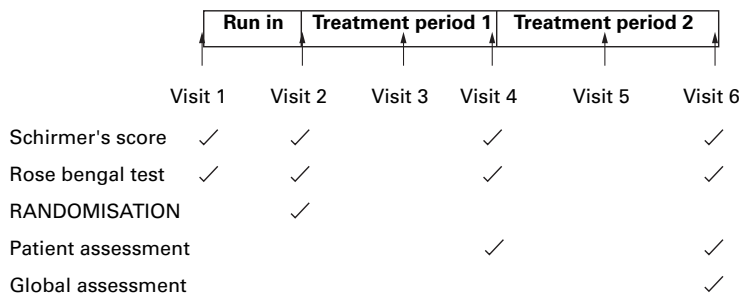 Run in Treatment period 1 Treatment period 2
Visit 1 Visit 2 Visit 3 Visit 4 Visit 5 Visit 6
Schirmer's score
Rose bengal test
RANDOMISATION
Patient assessment
Global assessment